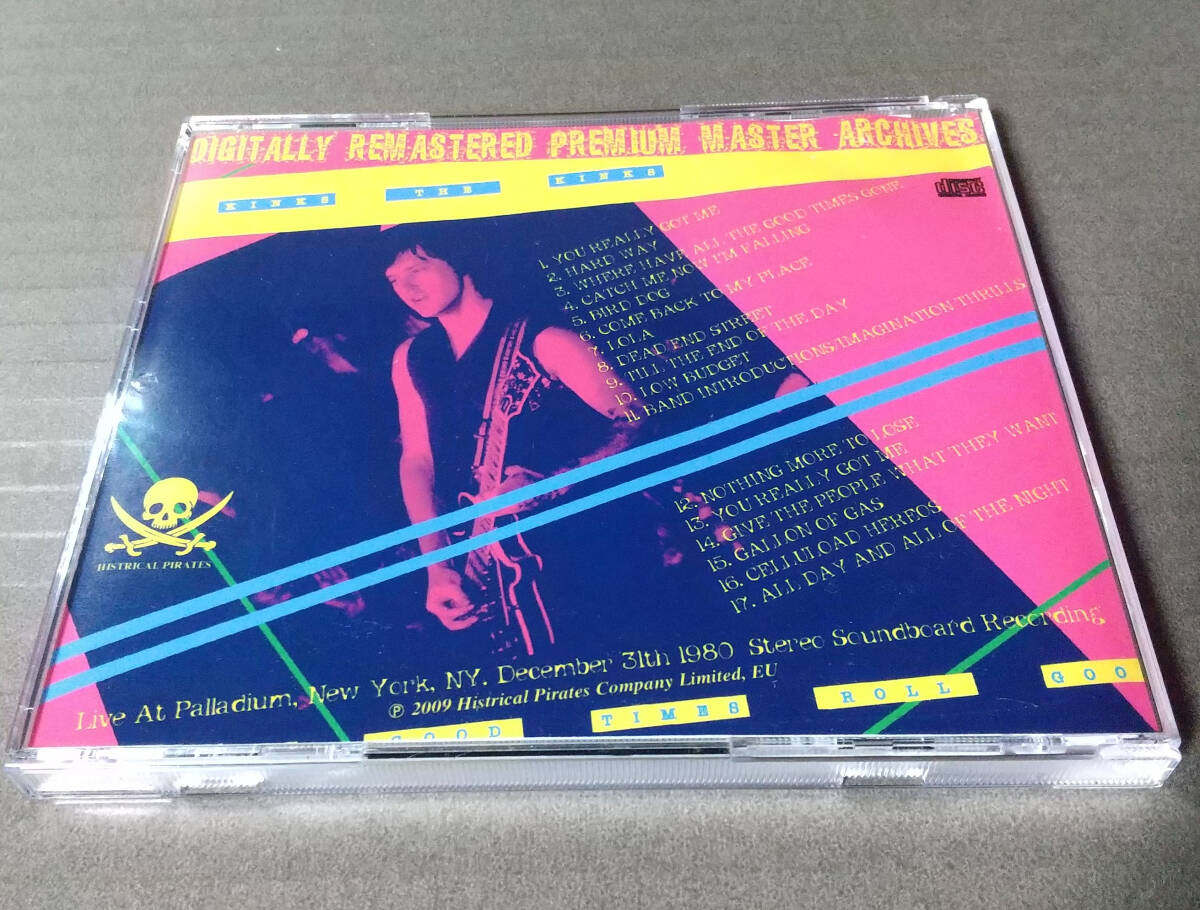 DIGITALLY REMASTERED PREMIUM MASTER ARCHIVES
KINKS THE KINKS
disc
1. YOU REALLY GOT ME
2. HARD WAY
3. WHERE HAVE ALL THE GOOD TIMES GONE
4. CATCH ME NOW I'M FALLING
5. BIRD DOG
6. COME BACK TO MY PLACE
7. LOLA
8. DEAD END STREET
9. TILL THE END OF THE DAY
10. LOW BUDGET
11. BAND INTRODUCTIONS/IMAGINATION THRILLS
12. NOTHING MORE TO LOSE
13. YOU REALLY GOT ME
14. GIVE THE PEOPLE WHAT THEY WANT
15. GALLON OF GAS
16. CELLULOAD HEREOS
17. ALL DAY AND ALL OF THE NIGHT
HISTRICAL PIRATES
Live At Palladium, New York, NY. December 31th 1980 Stereo Soundboard Recording
℗ 2009 Histrical Pirates Company Limited, EU
GOOD TIMES ROLL GOO